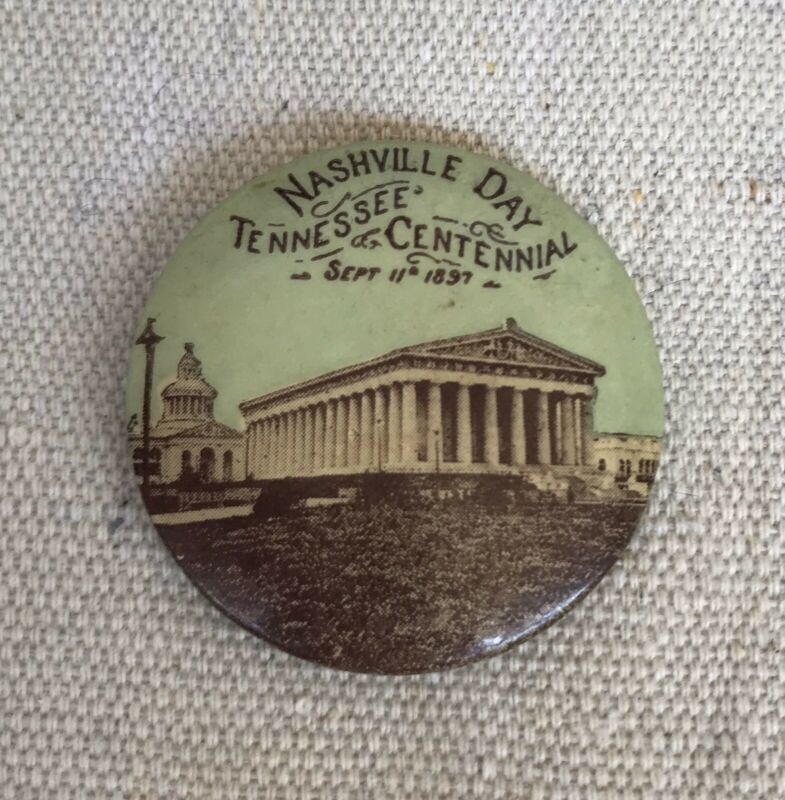 NASHVILLE DAY
TENNESSEE CENTENNIAL
SEPT 11th 1897